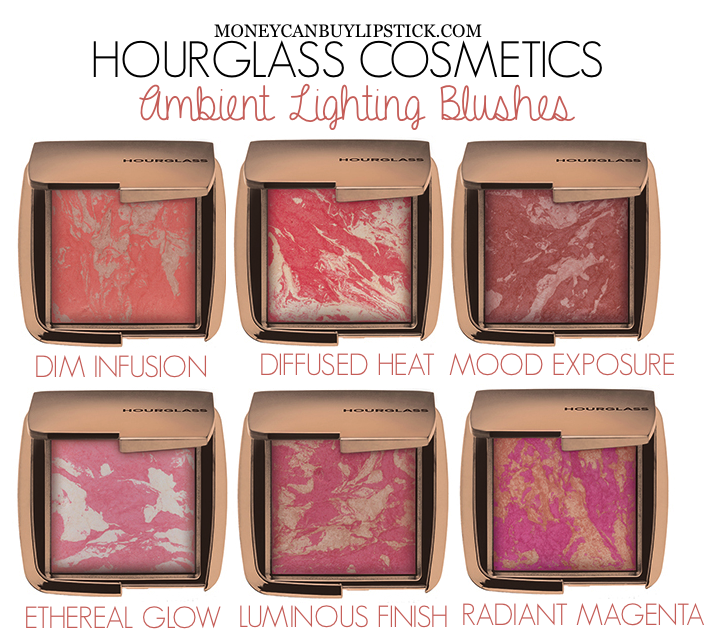 MONEYCANBUYLIPSTICK.COM
HOURGLASS COSMETICS
Ambient Lighting Blushes
HOURGLASS
HOURGLASS
HOURGLASS
DIM INFUSION
DIFFUSED HEAT
MOOD EXPOSURE
HOURGLASS
HOURGLASS
HOURGLASS
ETHEREAL GLOW
LUMINOUS FINISH
RADIANT MAGENTA